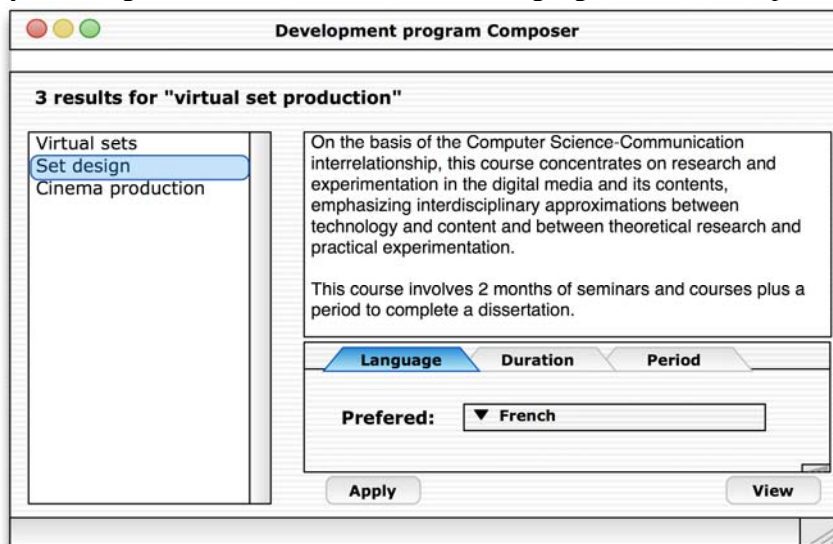 Development program Composer
3 results for "virtual set production"
Virtual sets
Set design
Cinema production
On the basis of the Computer Science-Communication
interrelationship, this course concentrates on research and
experimentation in the digital media and its contents,
emphasizing interdisciplinary approximations between
technology and content and between theoretical research and
practical experimentation.
This course involves 2 months of seminars and courses plus a
period to complete a dissertation.
Language Duration Period
Prefered: ▼ French
Apply View